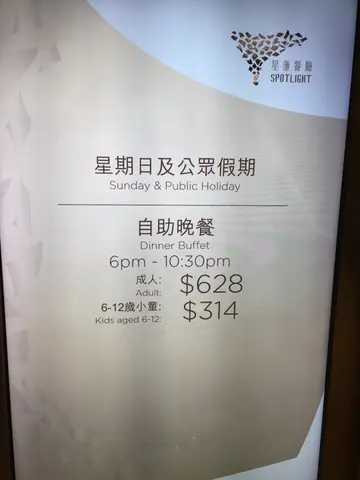 星匯餐廳
SPOTLIGHT
星期日及公眾假期
Sunday & Public Holiday
自助晚餐
Dinner Buffet
6pm - 10:30pm
成人: $628
Adult:
6-12歲小童: $314
Kids aged 6-12: